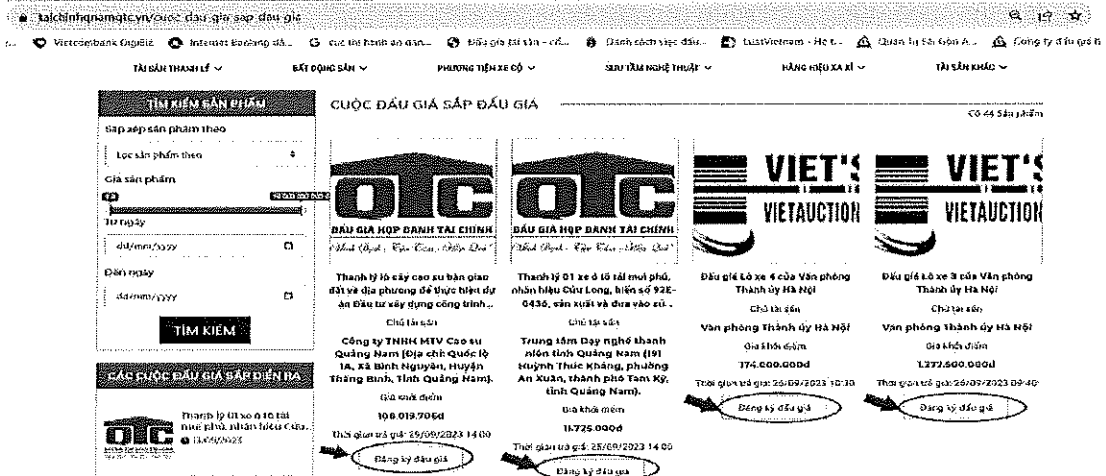 taichinhqnamqtc.vn/cuoc-dau-gia-sap-dau-gia
Vietcombank DigiBiz
Internet Banking dà...
TÀI SẢN THANH LÝ
BẤT ĐỘNG SẢN
PHƯƠNG TIỆN XE CỘ
SƯU TẦM NGHỆ THUẬT
HÀNG HIỆU XA XỈ
TÀI SẢN KHÁC
TÌM KIẾM SẢN PHẨM
Sắp xếp sản phẩm theo
Lọc sản phẩm theo
Giá sản phẩm
Từ ngày
dd/mm/yyyy
Đến ngày
dd/mm/yyyy
TÌM KIẾM
CÁC CUỘC ĐẤU GIÁ SẮP DIỄN RA
Thanh lý 01 xe ô tô tải
mui phủ, nhãn hiệu Cửu..
13/09/2023
CUỘC ĐẤU GIÁ SẮP ĐẤU GIÁ
Có 44 Sản phẩm
QTC
ĐẤU GIÁ HỢP DANH TÀI CHÍNH
Thanh lý lô cây cao su bàn giao
đất về địa phương để thực hiện dự
án Đầu tư xây dựng công trình...
Chủ tài sản
Công ty TNHH MTV Cao su
Quảng Nam (Địa chỉ: Quốc lộ
1A, Xã Bình Nguyên, Huyện
Thăng Bình, Tỉnh Quảng Nam).
Giá khởi điểm
108.019.706đ
Thời gian trả giá: 29/09/2023 14:00
Đăng ký đấu giá
QTC
ĐẤU GIÁ HỢP DANH TÀI CHÍNH
Thanh lý 01 xe ô tô tải mui phủ,
nhãn hiệu Cửu Long, biển số 92E-
0436, sản xuất và đưa vào sử...
Chủ tài sản
Trung tâm Dạy nghề thanh
niên tỉnh Quảng Nam (191
Huỳnh Thúc Kháng, phường
An Xuân, thành phố Tam Kỳ,
tỉnh Quảng Nam).
Giá khởi điểm
11.725.000đ
Thời gian trả giá: 28/09/2023 14:00
Đăng ký đấu giá
VIET'S
VIETAUCTION
Đấu giá Lô xe 4 của Văn phòng
Thành ủy Hà Nội
Chủ tài sản
Văn phòng Thành ủy Hà Nội
Giá khởi điểm
174.000.000đ
Thời gian trả giá: 26/09/2023 10:30
Đăng ký đấu giá
VIET'S
VIETAUCTION
Đấu giá Lô xe 3 của Văn phòng
Thành ủy Hà Nội
Chủ tài sản
Văn phòng Thành ủy Hà Nội
Giá khởi điểm
1.277.500.000đ
Thời gian trả giá: 26/09/2023 09:40
Đăng ký đấu giá